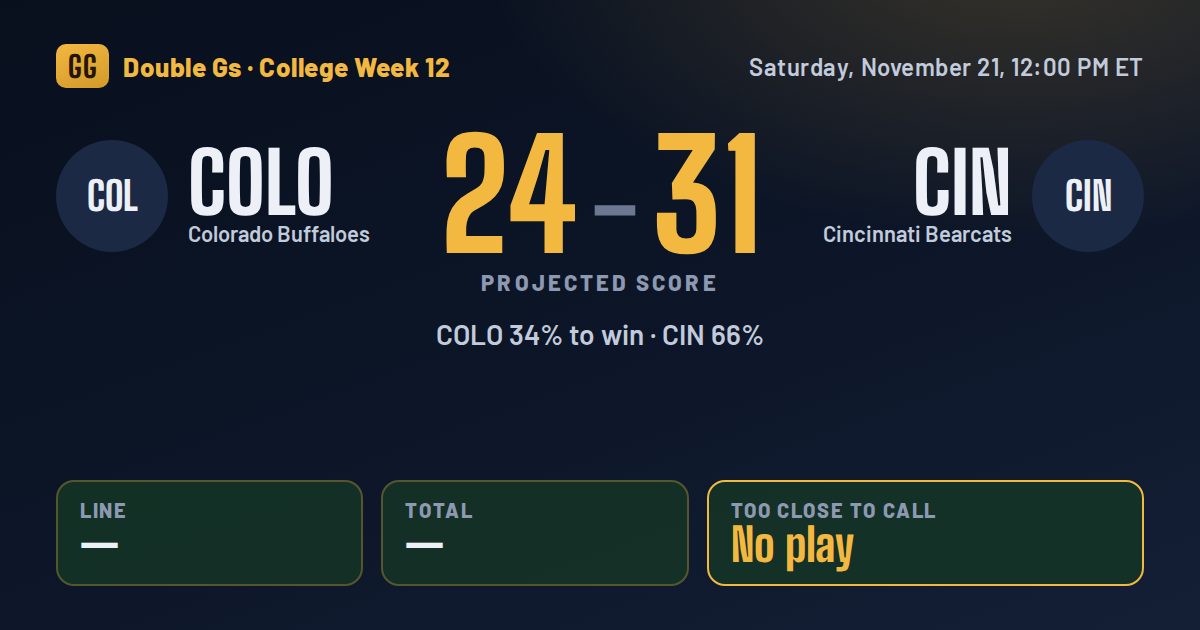 GG Double Gs · College Week 12
Saturday, November 21, 12:00 PM ET
COL
COLO
Colorado Buffaloes
24 – 31
PROJECTED SCORE
COLO 34% to win · CIN 66%
CIN
Cincinnati Bearcats
CIN
LINE
—
TOTAL
—
TOO CLOSE TO CALL
No play